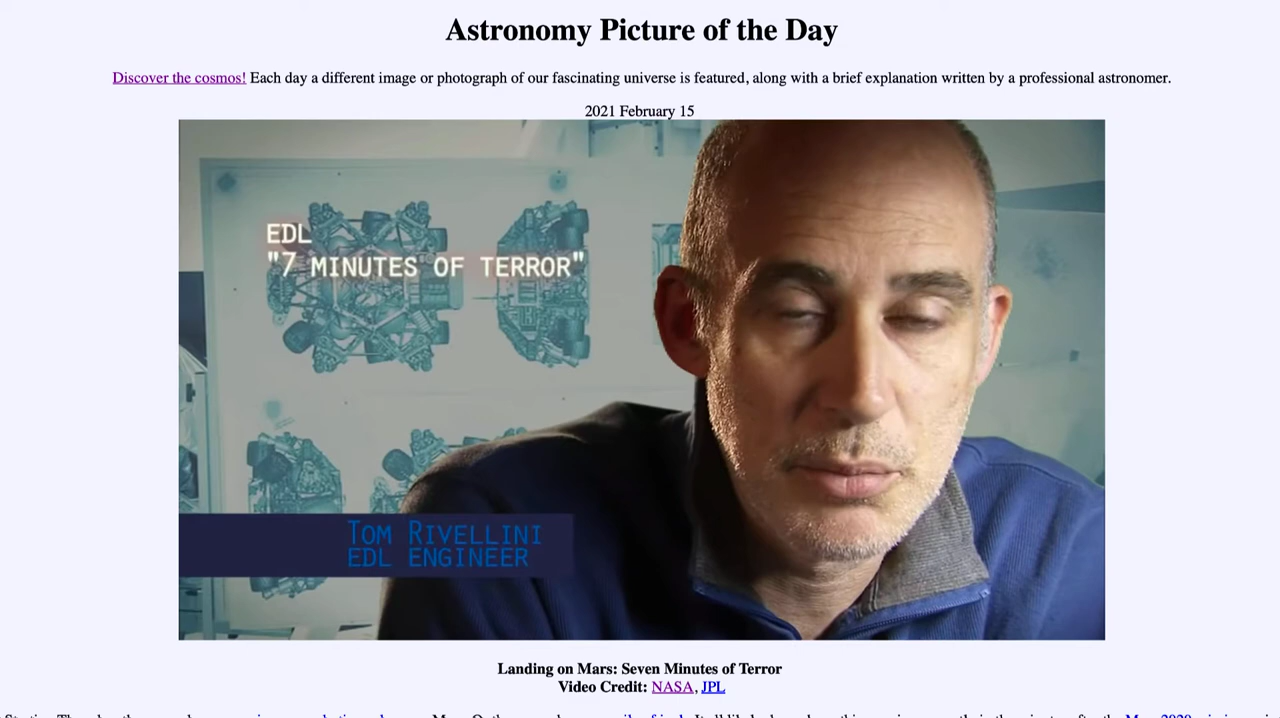 Astronomy Picture of the Day
Discover the cosmos! Each day a different image or photograph of our fascinating universe is featured, along with a brief explanation written by a professional astronomer.
2021 February 15
EDL
"7 MINUTES OF TERROR"
TOM RIVELLINI
EDL ENGINEER
Landing on Mars: Seven Minutes of Terror
Video Credit: NASA, JPL